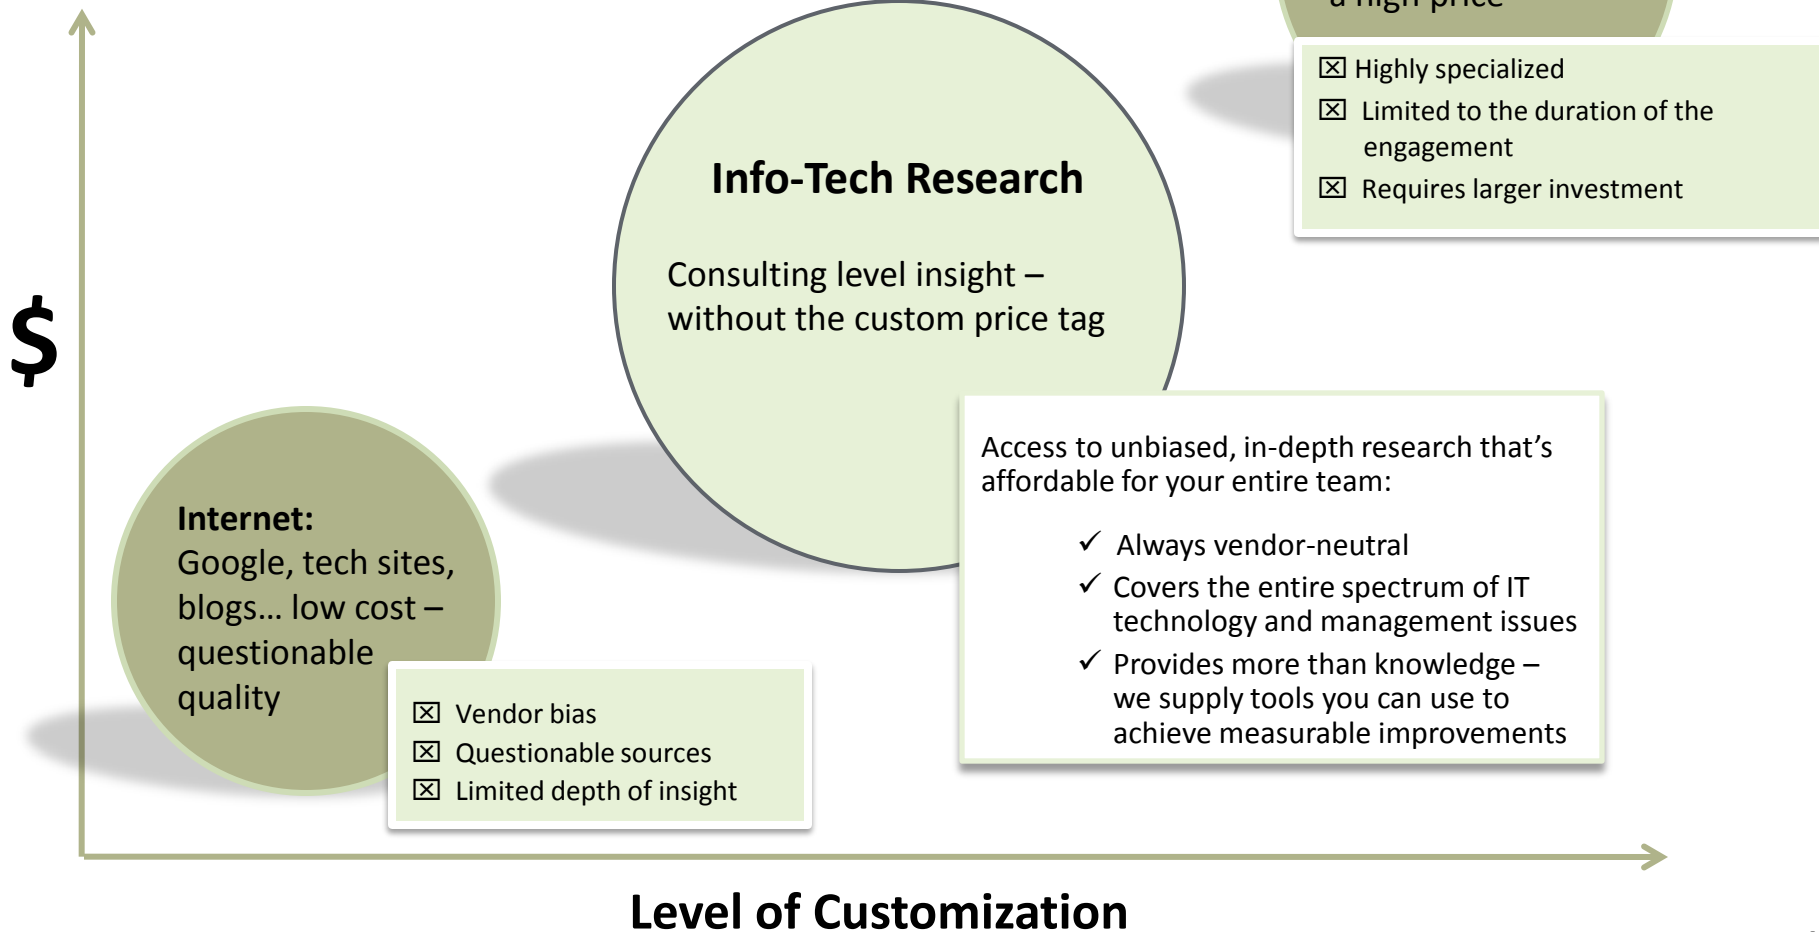 a high price
☒ Highly specialized
☒ Limited to the duration of the
engagement
☒ Requires larger investment
Info-Tech Research
Consulting level insight –
without the custom price tag
$
Access to unbiased, in-depth research that's
affordable for your entire team:
✓ Always vendor-neutral
✓ Covers the entire spectrum of IT
technology and management issues
✓ Provides more than knowledge –
we supply tools you can use to
achieve measurable improvements
Internet:
Google, tech sites,
blogs… low cost –
questionable
quality
☒ Vendor bias
☒ Questionable sources
☒ Limited depth of insight
Level of Customization